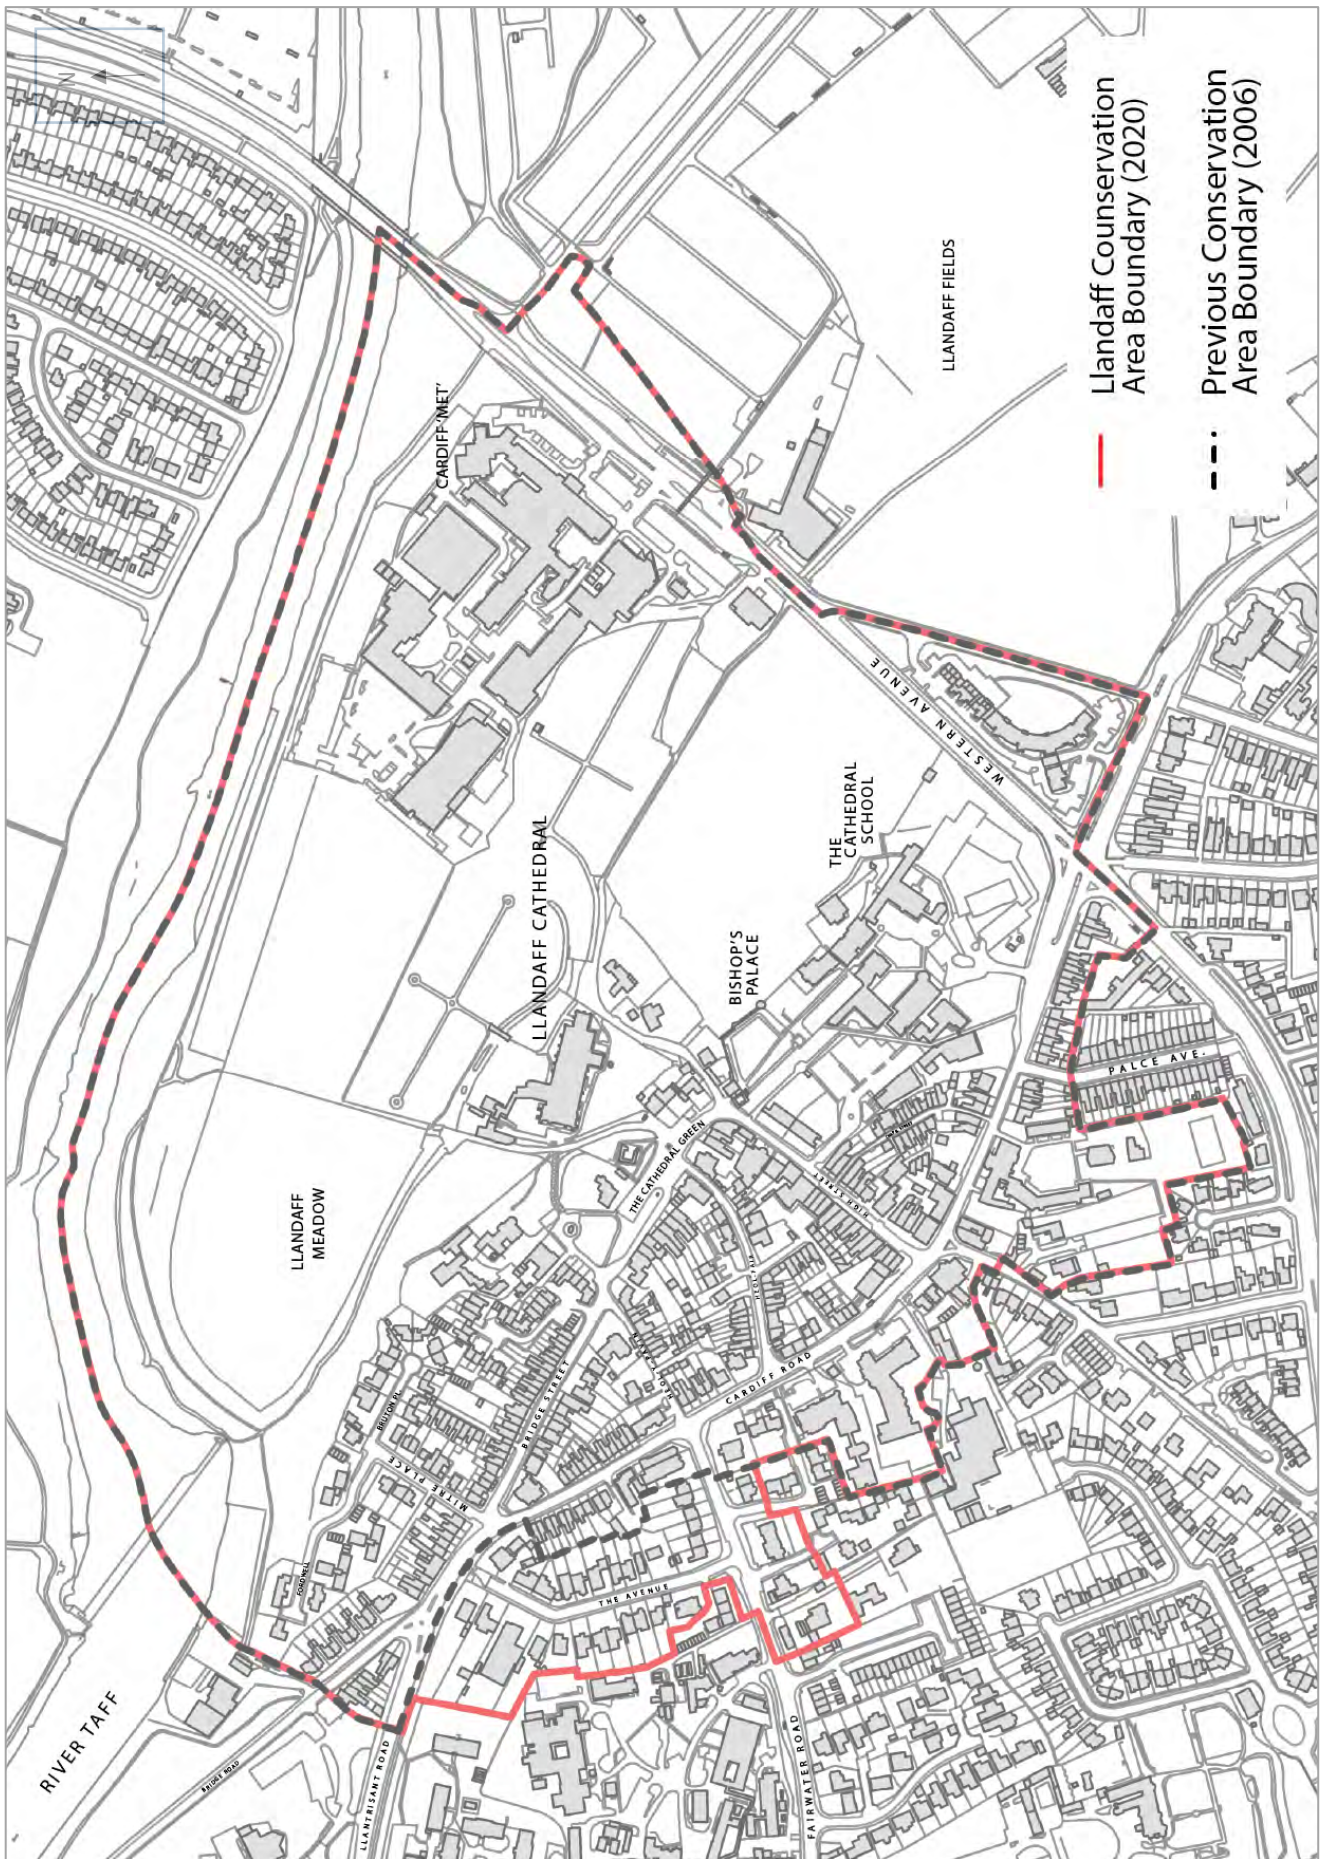 N
RIVER TAFF
BRIDGE ROAD
LLANTRISANT ROAD
FAIRWATER ROAD
FORDWELL
MITRE PLACE
BRIDGE STREET
THE AVENUE
CARDIFF ROAD
LLANDAFF
MEADOW
THE CATHEDRAL GREEN
HIGH STREET
LLANDAFF CATHEDRAL
BISHOP'S
PALACE
THE
CATHEDRAL
SCHOOL
PALCE AVE.
WESTERN AVENUE
CARDIFF 'MET'
LLANDAFF FIELDS
Llandaff Counservation
Area Boundary (2020)
Previous Conservation
Area Boundary (2006)